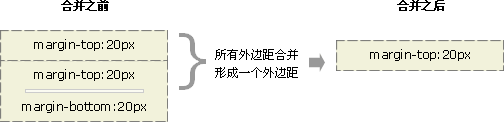 合并之前
合并之后
margin-top:20px
margin-top:20px
margin-bottom:20px
所有外边距合并
形成一个外边距
margin-top:20px